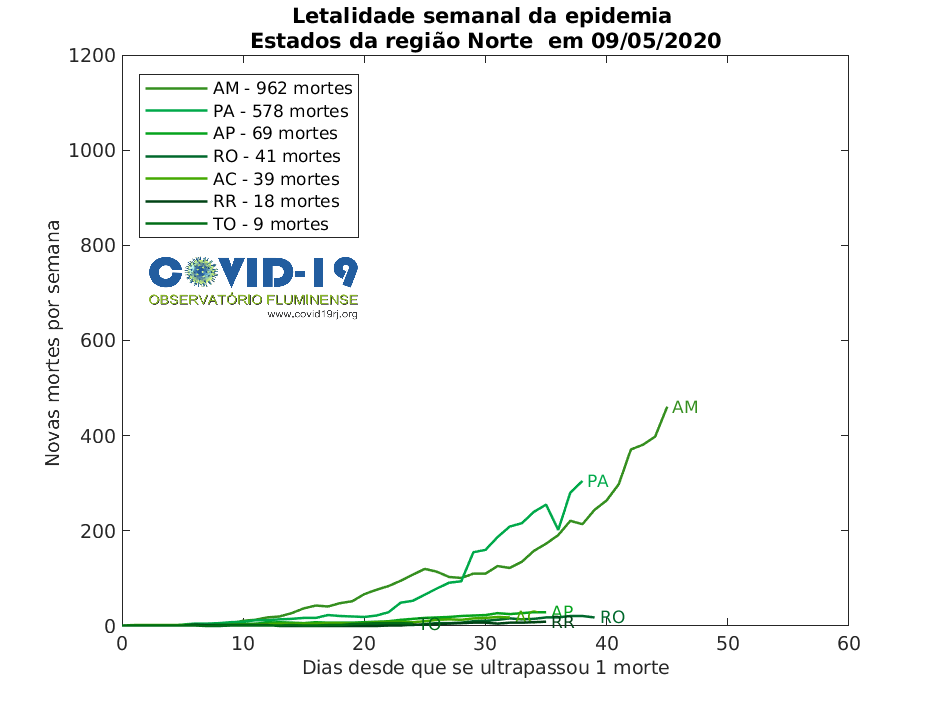 Letalidade semanal da epidemia
Estados da região Norte em 09/05/2020
1200
1000
800
600
400
200
0
Novas mortes por semana
AM - 962 mortes
PA - 578 mortes
AP - 69 mortes
RO - 41 mortes
AC - 39 mortes
RR - 18 mortes
TO - 9 mortes
COVID-19
OBSERVATÓRIO FLUMINENSE
www.covid19rj.org
AM
PA
AP
AC
RO
RR
TO
0 10 20 30 40 50 60
Dias desde que se ultrapassou 1 morte